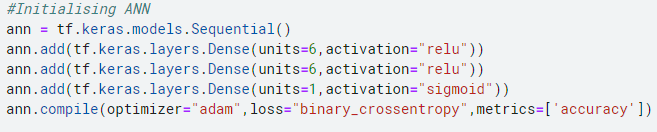 #Initialising ANN
ann = tf.keras.models.Sequential()
ann.add(tf.keras.layers.Dense(units=6,activation="relu"))
ann.add(tf.keras.layers.Dense(units=6,activation="relu"))
ann.add(tf.keras.layers.Dense(units=1,activation="sigmoid"))
ann.compile(optimizer="adam",loss="binary_crossentropy",metrics=['accuracy'])